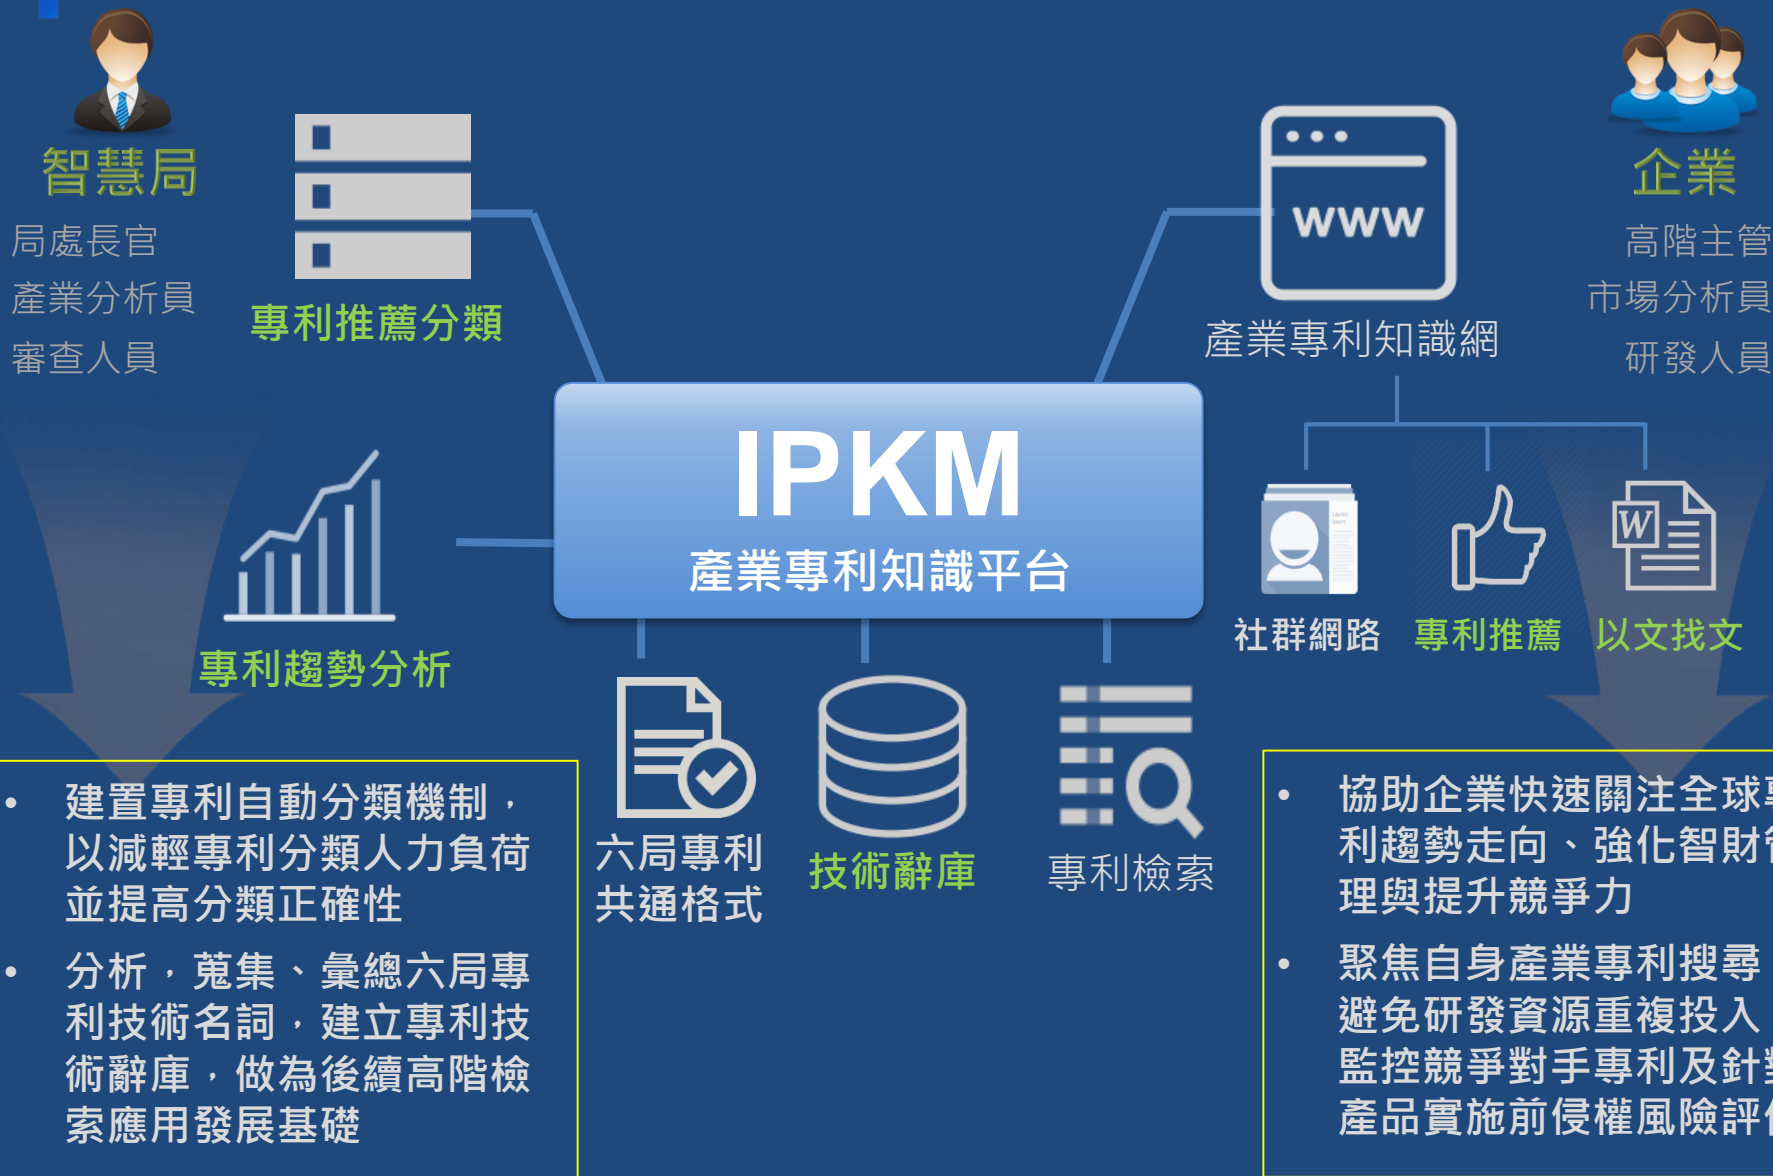 智慧局
局處長官
產業分析員
審查人員
專利推薦分類
專利趨勢分析
IPKM
產業專利知識平台
www
產業專利知識網
企業
高階主管
市場分析員
研發人員
社群網路
專利推薦
W
以文找文
六局專利
共通格式
技術辭庫
專利檢索
• 建置專利自動分類機制，
以減輕專利分類人力負荷
並提高分類正確性
• 分析，蒐集、彙總六局專
利技術名詞，建立專利技
術辭庫，做為後續高階檢
索應用發展基礎
• 協助企業快速關注全球專
利趨勢走向、強化智財管
理與提升競爭力
• 聚焦自身產業專利搜尋
避免研發資源重複投入
監控競爭對手專利及針對
產品實施前侵權風險評估